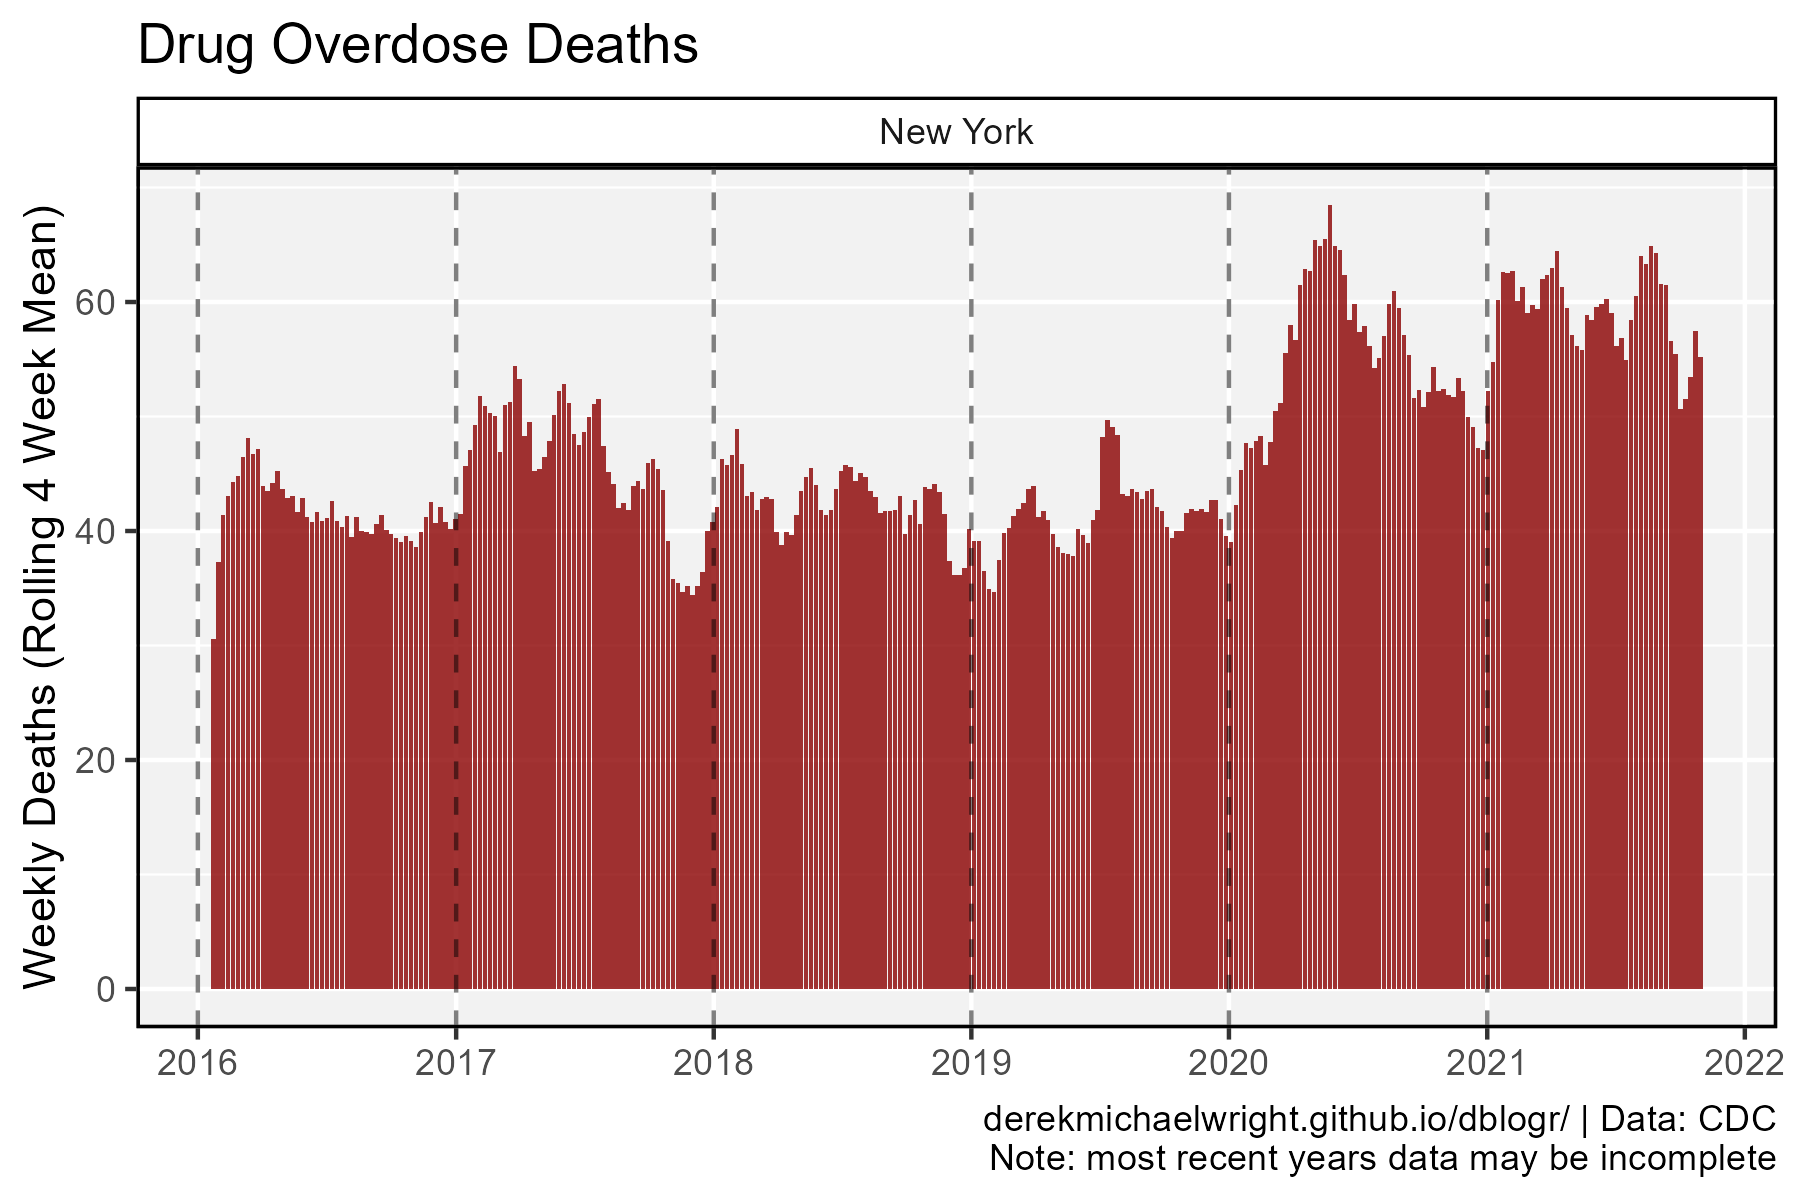 Drug Overdose Deaths
New York
Weekly Deaths (Rolling 4 Week Mean)
60
40
20
0
2016 2017 2018 2019 2020 2021 2022
derekmichaelwright.github.io/dblogr/ | Data: CDC
Note: most recent years data may be incomplete